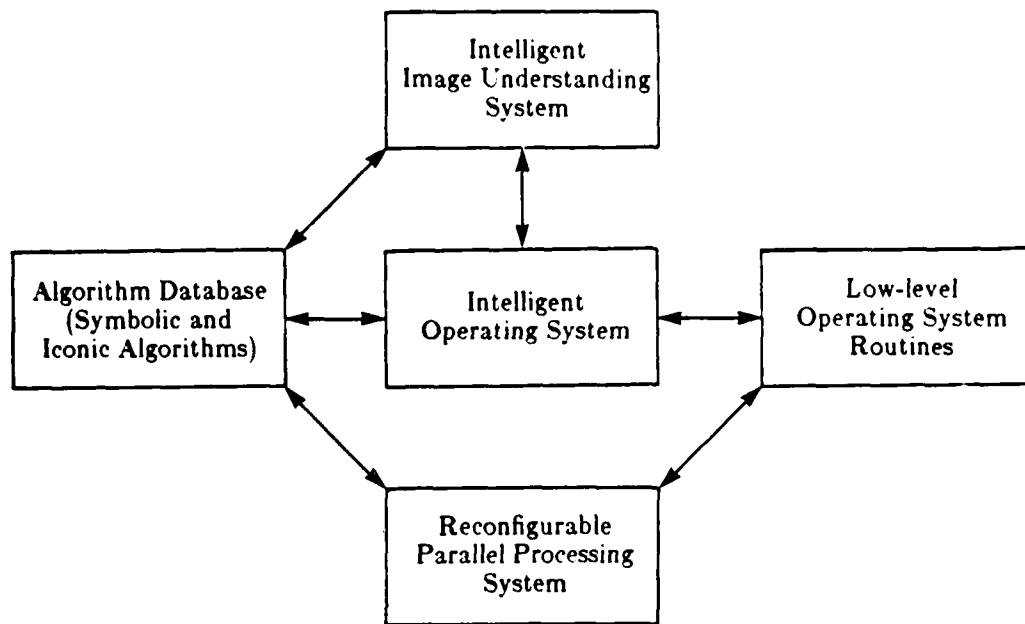 Intelligent
Image Understanding
System
Algorithm Database
(Symbolic and
Iconic Algorithms)
Intelligent
Operating System
Low-level
Operating System
Routines
Reconfigurable
Parallel Processing
System